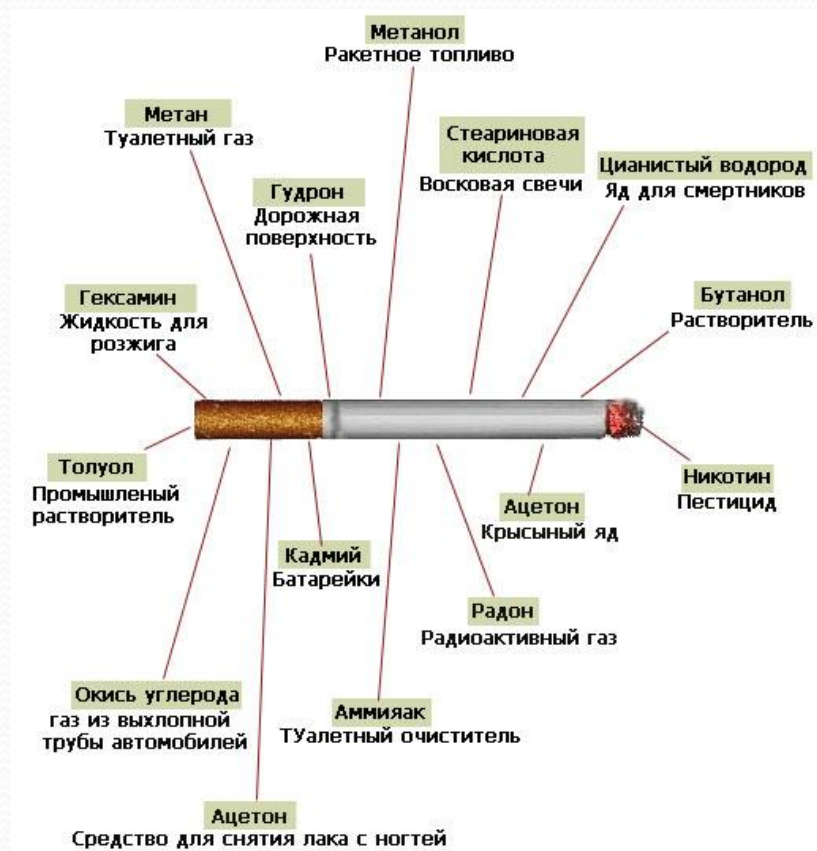 Метанол
Ракетное топливо
Метан
Туалетный газ
Стеариновая
кислота
Восковая свечи
Цианистый водород
Яд для смертников
Гудрон
Дорожная
поверхность
Гексамин
Жидкость для
розжига
Бутанол
Растворитель
Толуол
Промышленый
растворитель
Никотин
Пестицид
Ацетон
Крысыный яд
Кадмий
Батарейки
Радон
Радиоактивный газ
Окись углерода
газ из выхлопной
трубы автомобилей
Аммияак
ТУалетный очиститель
Ацетон
Средство для снятия лака с ногтей